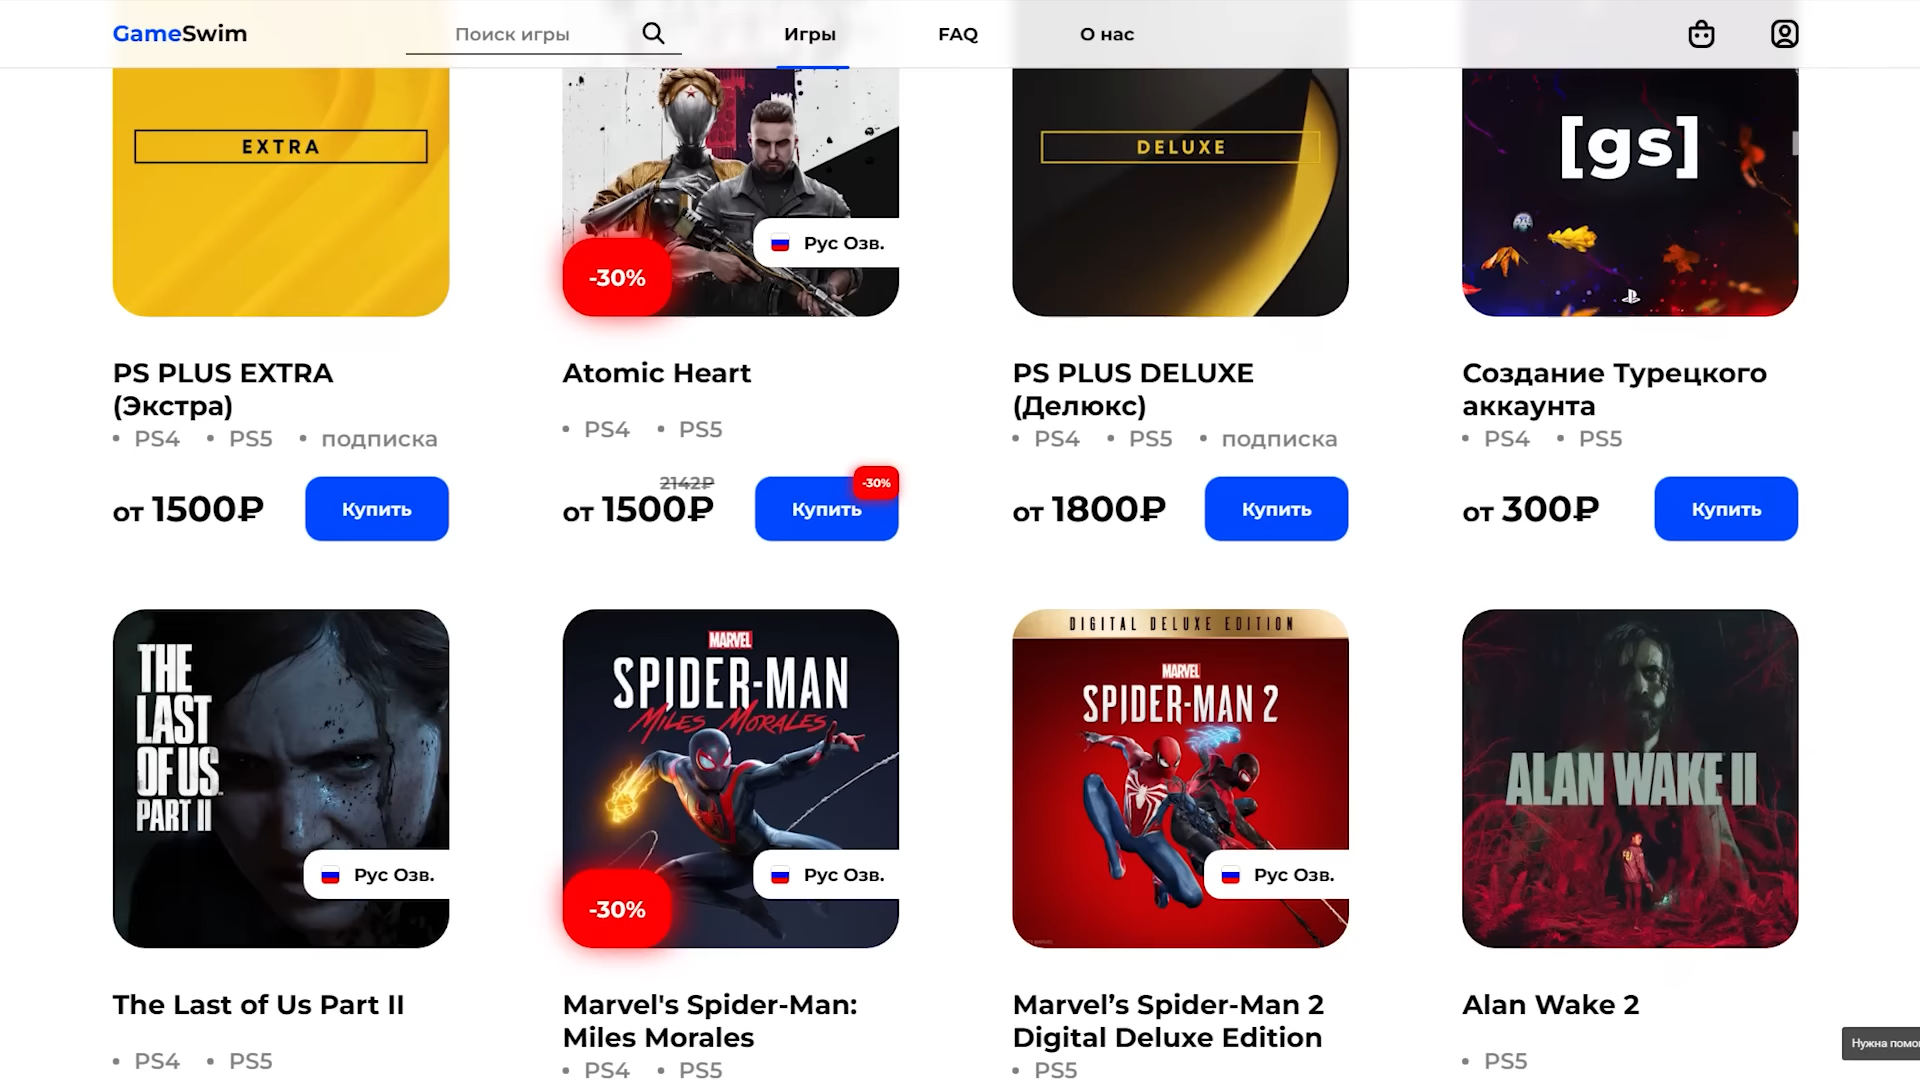 GameSwim
Поиск игры
Игры
FAQ
О нас
EXTRA
Рус Озв.
-30%
DELUXE
[gs]
PS PLUS EXTRA
(Экстра)
PS4 PS5 подписка
от 1500₽
Купить
Atomic Heart
PS4 PS5
2142₽
от 1500₽
Купить
-30%
PS PLUS DELUXE
(Делюкс)
PS4 PS5 подписка
от 1800₽
Купить
Создание Турецкого
аккаунта
PS4 PS5
от 300₽
Купить
THE
LAST
OF US
PART II
Рус Озв.
MARVEL
SPIDER-MAN
MILES MORALES
Рус Озв.
-30%
DIGITAL DELUXE EDITION
MARVEL
SPIDER-MAN 2
Рус Озв.
ALAN WAKE II
The Last of Us Part II
PS4 PS5
Marvel's Spider-Man:
Miles Morales
PS4 PS5
Marvel’s Spider-Man 2
Digital Deluxe Edition
PS5
Alan Wake 2
PS5
Нужна